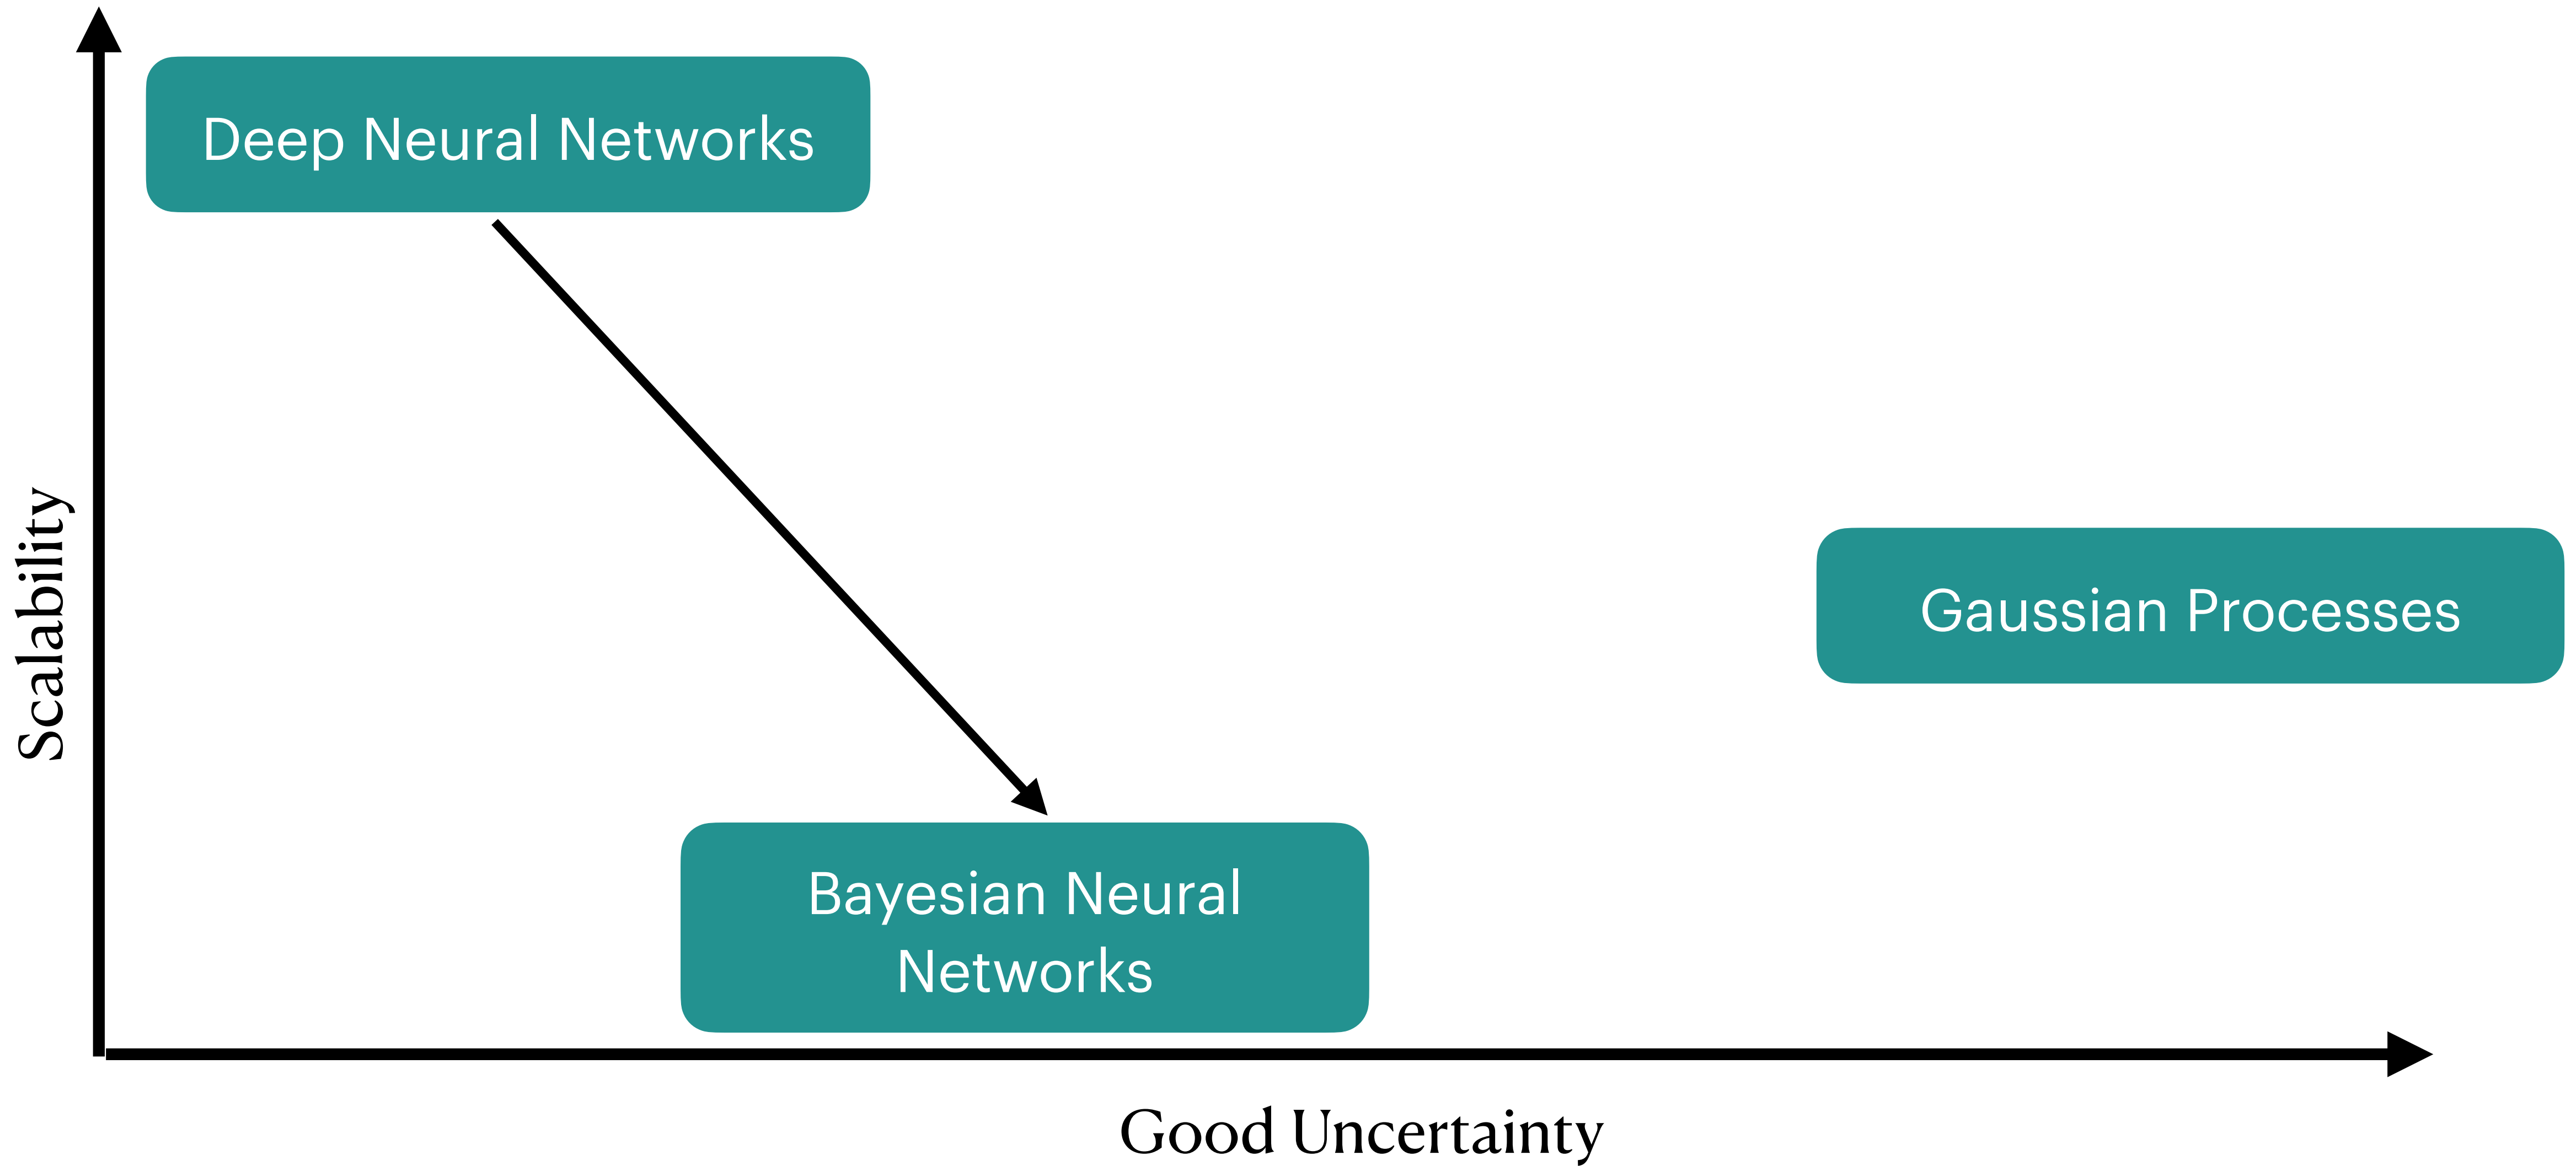 Deep Neural Networks
Scalability
Gaussian Processes
Bayesian Neural
Networks
Good Uncertainty